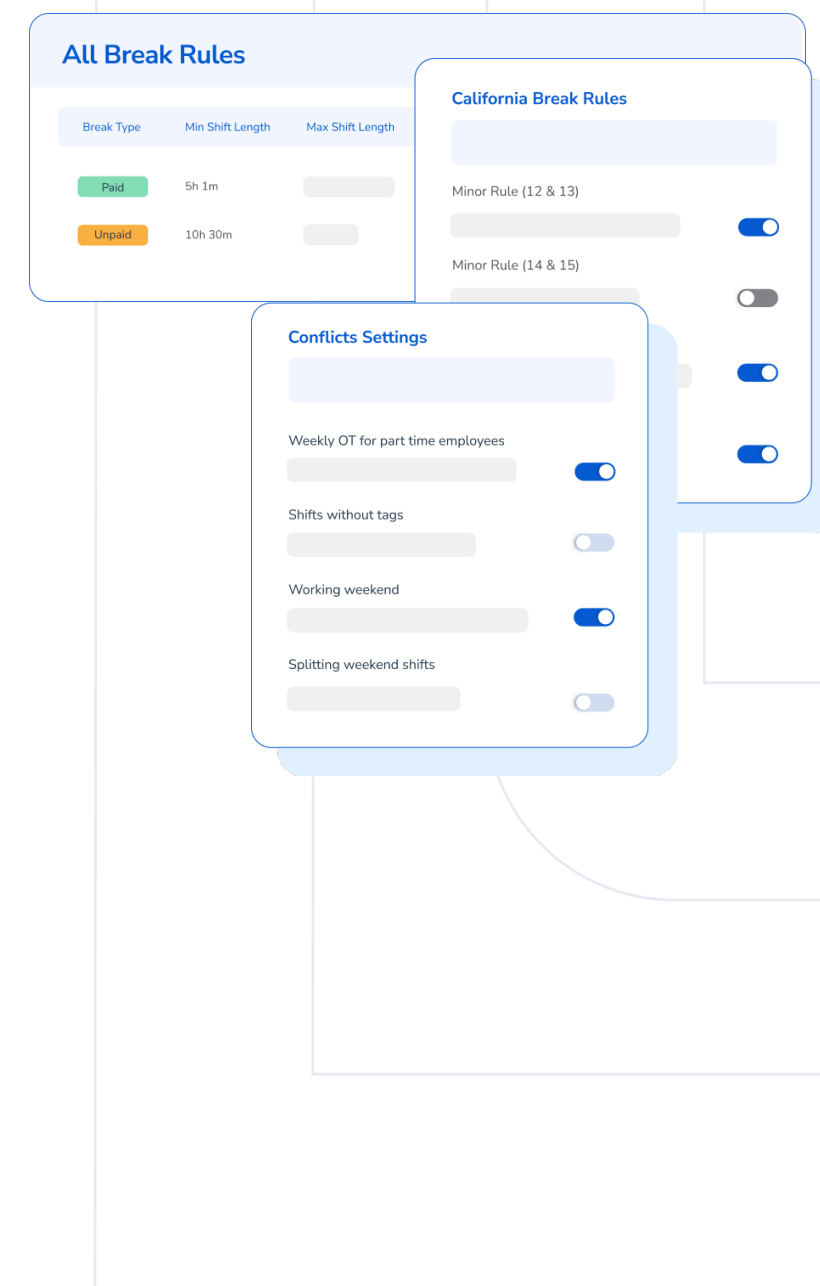 All Break Rules
Break Type Min Shift Length Max Shift Length
Paid 5h 1m
Unpaid 10h 30m
California Break Rules
Minor Rule (12 & 13)
Minor Rule (14 & 15)
Conflicts Settings
Weekly OT for part time employees
Shifts without tags
Working weekend
Splitting weekend shifts